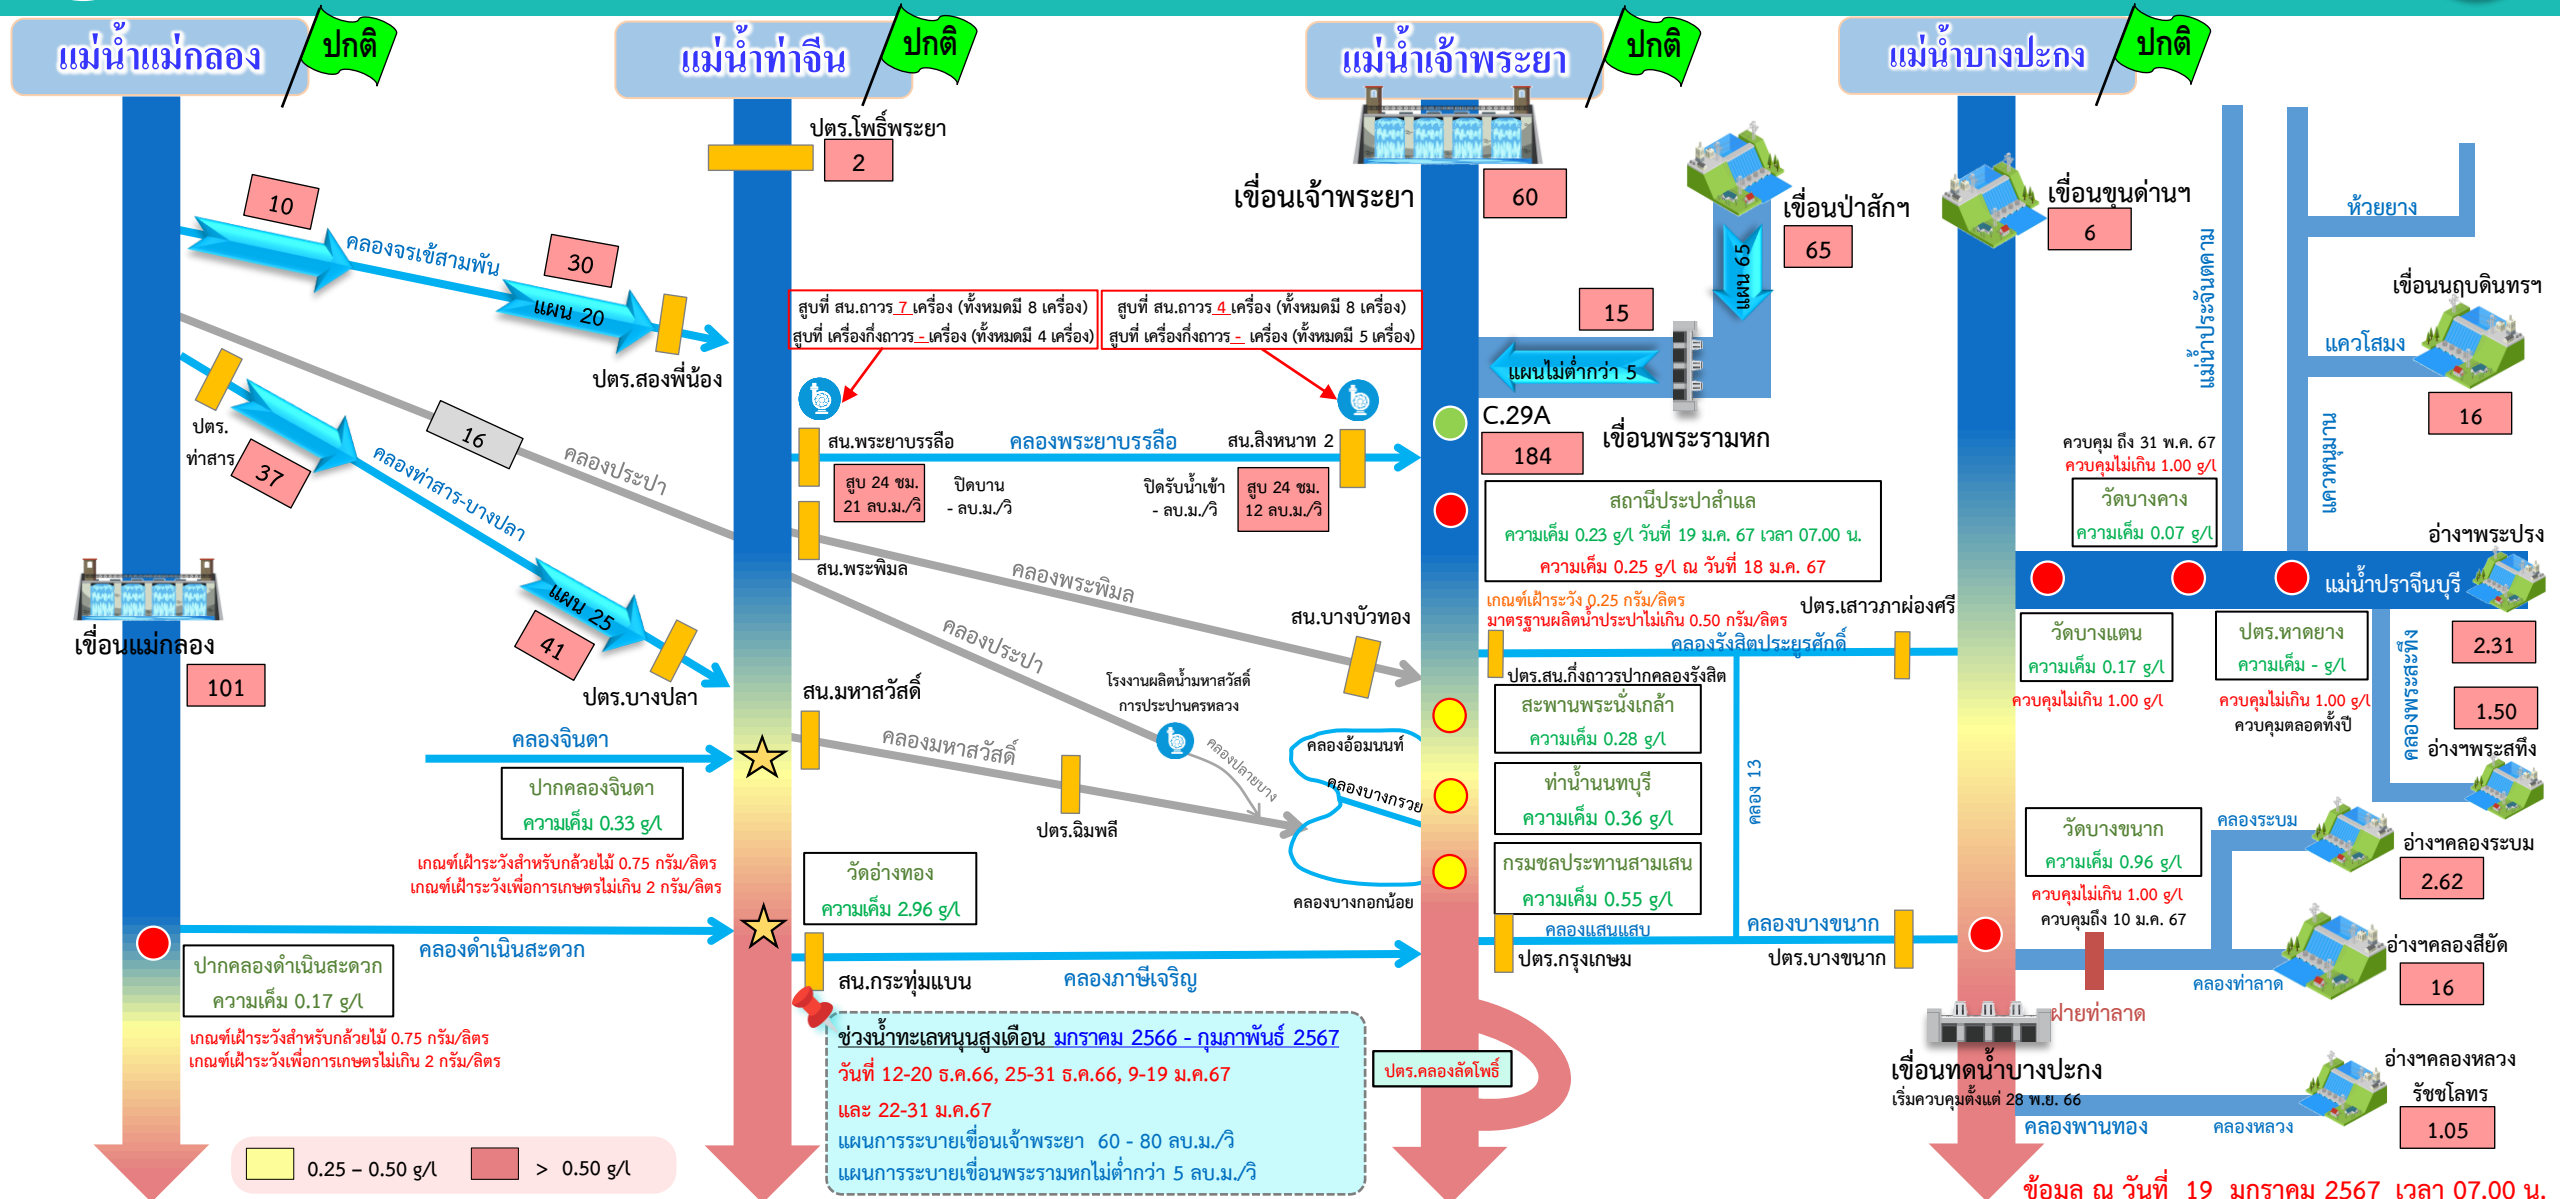 แม่น้ำแม่กลอง
ปกติ
แม่น้ำท่าจีน
ปกติ
แม่น้ำเจ้าพระยา
ปกติ
แม่น้ำบางปะกง
ปกติ
10
คลองจรเข้สามพัน
30
แผน 20
ปตร.สองพี่น้อง
ปตร.
ท่าสาร
37
16
คลองประปา
คลองท่าสาร-บางปลา
แผน 25
41
ปตร.บางปลา
เขื่อนแม่กลอง
101
คลองจินดา
ปากคลองจินดา
ความเค็ม 0.33 g/l
เกณฑ์เฝ้าระวังสำหรับกล้วยไม้ 0.75 กรัม/ลิตร
เกณฑ์เฝ้าระวังเพื่อการเกษตรไม่เกิน 2 กรัม/ลิตร
คลองดำเนินสะดวก
ปากคลองดำเนินสะดวก
ความเค็ม 0.17 g/l
เกณฑ์เฝ้าระวังสำหรับกล้วยไม้ 0.75 กรัม/ลิตร
เกณฑ์เฝ้าระวังเพื่อการเกษตรไม่เกิน 2 กรัม/ลิตร
0.25 – 0.50 g/l
> 0.50 g/l
ปตร.โพธิ์พระยา
2
สูบที่ สน.ถาวร 7 เครื่อง (ทั้งหมดมี 8 เครื่อง)
สูบที่ เครื่องกึ่งถาวร - เครื่อง (ทั้งหมดมี 4 เครื่อง)
สูบที่ สน.ถาวร 4 เครื่อง (ทั้งหมดมี 8 เครื่อง)
สูบที่ เครื่องกึ่งถาวร - เครื่อง (ทั้งหมดมี 5 เครื่อง)
สน.พระยาบรรลือ
คลองพระยาบรรลือ
สน.สิงหนาท 2
สูบ 24 ชม.
21 ลบ.ม./วิ
ปิดบาน
- ลบ.ม./วิ
ปิดรับน้ำเข้า
- ลบ.ม./วิ
สูบ 24 ชม.
12 ลบ.ม./วิ
สน.พระพิมล
คลองพระพิมล
สน.บางบัวทอง
คลองประปา
โรงงานผลิตน้ำมหาสวัสดิ์
การประปานครหลวง
สน.มหาสวัสดิ์
คลองมหาสวัสดิ์
คลองปลายบาง
ปตร.ฉิมพลี
คลองอ้อมนนท์
คลองบางกรวย
คลองบางกอกน้อย
วัดอ่างทอง
ความเค็ม 2.96 g/l
สน.กระทุ่มแบน
คลองภาษีเจริญ
ช่วงน้ำทะเลหนุนสูงเดือน มกราคม 2566 - กุมภาพันธ์ 2567
วันที่ 12-20 ธ.ค.66, 25-31 ธ.ค.66, 9-19 ม.ค.67
และ 22-31 ม.ค.67
แผนการระบายเขื่อนเจ้าพระยา 60 - 80 ลบ.ม./วิ
แผนการระบายเขื่อนพระรามหกไม่ต่ำกว่า 5 ลบ.ม./วิ
ปตร.คลองลัดโพธิ์
เขื่อนเจ้าพระยา
60
เขื่อนป่าสักฯ
65
แผน 65
15
แผนไม่ต่ำกว่า 5
เขื่อนพระรามหก
C.29A
184
สถานีประปาสำแล
ความเค็ม 0.23 g/l วันที่ 19 ม.ค. 67 เวลา 07.00 น.
ความเค็ม 0.25 g/l ณ วันที่ 18 ม.ค. 67
เกณฑ์เฝ้าระวัง 0.25 กรัม/ลิตร
มาตรฐานผลิตน้ำประปาไม่เกิน 0.50 กรัม/ลิตร
ปตร.เสาวภาผ่องศรี
คลองรังสิตประยูรศักดิ์
ปตร.สน.กึ่งถาวรปากคลองรังสิต
สะพานพระนั่งเกล้า
ความเค็ม 0.28 g/l
ท่าน้ำนนทบุรี
ความเค็ม 0.36 g/l
กรมชลประทานสามเสน
ความเค็ม 0.55 g/l
คลอง 13
คลองแสนแสบ
ปตร.กรุงเกษม
คลองบางขนาก
ปตร.บางขนาก
เขื่อนขุนด่านฯ
6
แม่น้ำประจันตคาม
ห้วยยาง
เขื่อนนฤบดินทรฯ
แควโสมง
16
แควหนุมาน
ควบคุม ถึง 31 พ.ค. 67
ควบคุมไม่เกิน 1.00 g/l
วัดบางคาง
ความเค็ม 0.07 g/l
อ่างฯพระปรง
แม่น้ำปราจีนบุรี
2.31
วัดบางแตน
ความเค็ม 0.17 g/l
ควบคุมไม่เกิน 1.00 g/l
ปตร.หาดยาง
ความเค็ม - g/l
ควบคุมไม่เกิน 1.00 g/l
ควบคุมตลอดทั้งปี
คลองพระสะทึง
1.50
อ่างฯพระสทึง
วัดบางขนาก
ความเค็ม 0.96 g/l
ควบคุมไม่เกิน 1.00 g/l
ควบคุมถึง 10 ม.ค. 67
คลองระบม
อ่างฯคลองระบม
2.62
อ่างฯคลองสียัด
16
คลองท่าลาด
ฝายท่าลาด
เขื่อนทดน้ำบางปะกง
เริ่มควบคุมตั้งแต่ 28 พ.ย. 66
อ่างฯคลองหลวง
รัชชโลทร
1.05
คลองพานทอง
คลองหลวง
ข้อมูล ณ วันที่ 19 มกราคม 2567 เวลา 07.00 น.